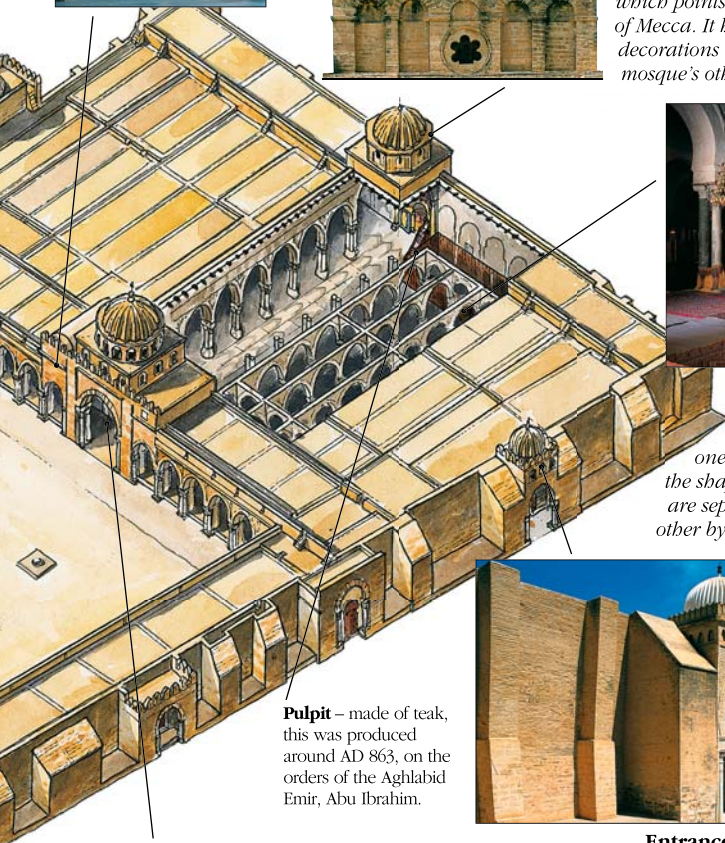 which points
of Mecca. It h
decorations
mosque's oth
one
the sha
are sep
other by
Pulpit – made of teak,
this was produced
around AD 863, on the
orders of the Aghlabid
Emir, Abu Ibrahim.
Entrance